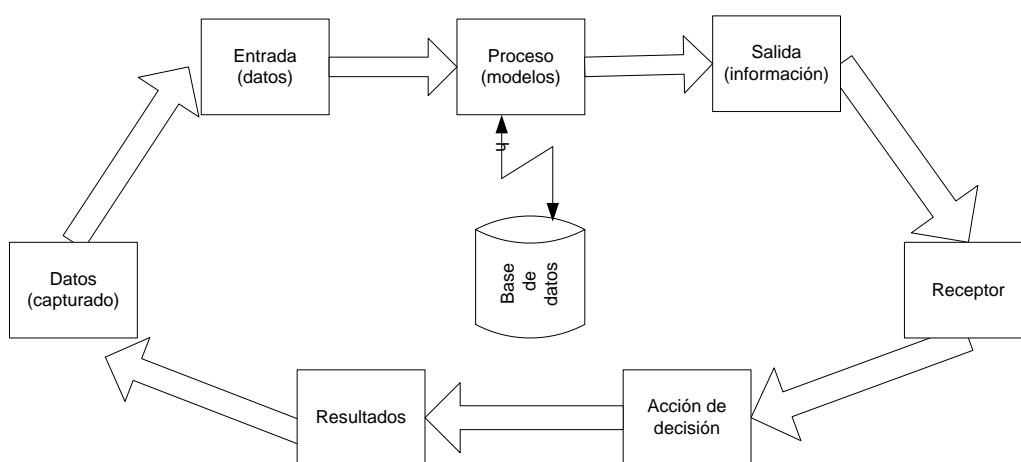 Entrada
(datos)
Proceso
(modelos)
Salida
(información)
h
Base
de
datos
Datos
(capturado)
Receptor
Resultados
Acción de
decisión